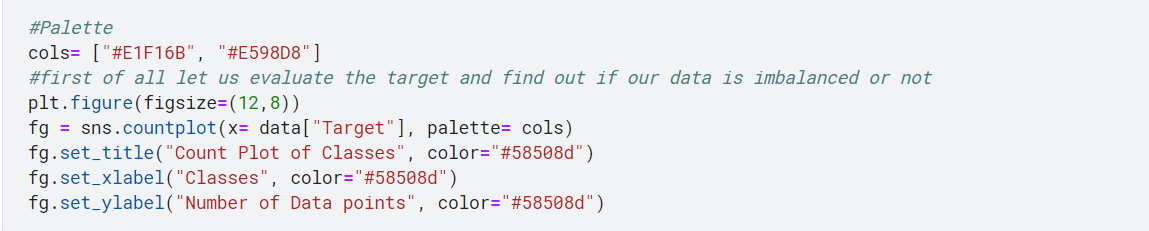 #Palette
cols= ["#E1F16B", "#E598D8"]
#first of all let us evaluate the target and find out if our data is imbalanced or not
plt.figure(figsize=(12,8))
fg = sns.countplot(x= data["Target"], palette= cols)
fg.set_title("Count Plot of Classes", color="#58508d")
fg.set_xlabel("Classes", color="#58508d")
fg.set_ylabel("Number of Data points", color="#58508d")